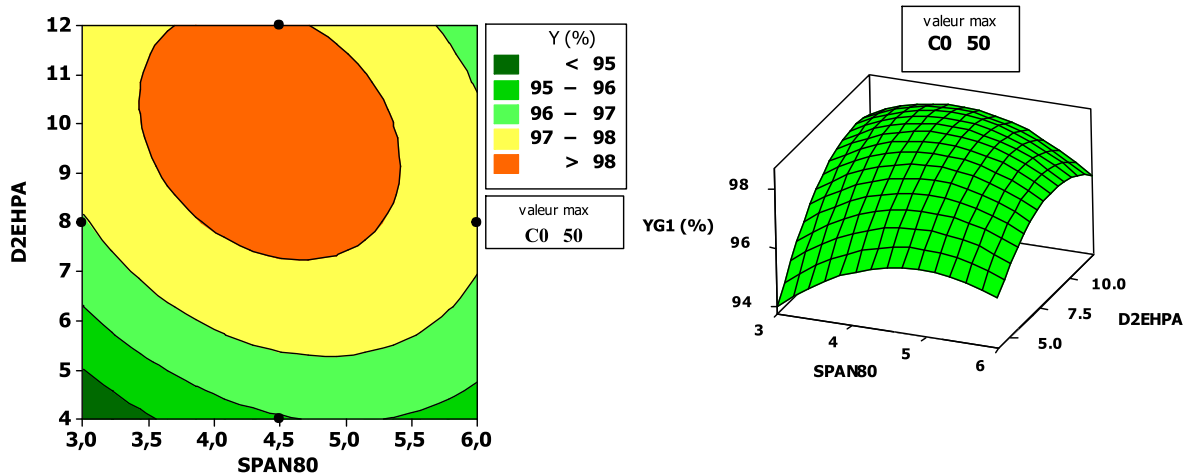 12
11
10
9
8
7
6
5
4
D2EHPA
3,0 3,5 4,0 4,5 5,0 5,5 6,0
SPAN80
Y (%)
< 95
95 – 96
96 – 97
97 – 98
> 98
valeur max
C0 50
valeur max
C0 50
YG1 (%)
98
96
94
3
4
5
6
SPAN80
10.0
7.5
5.0
D2EHPA